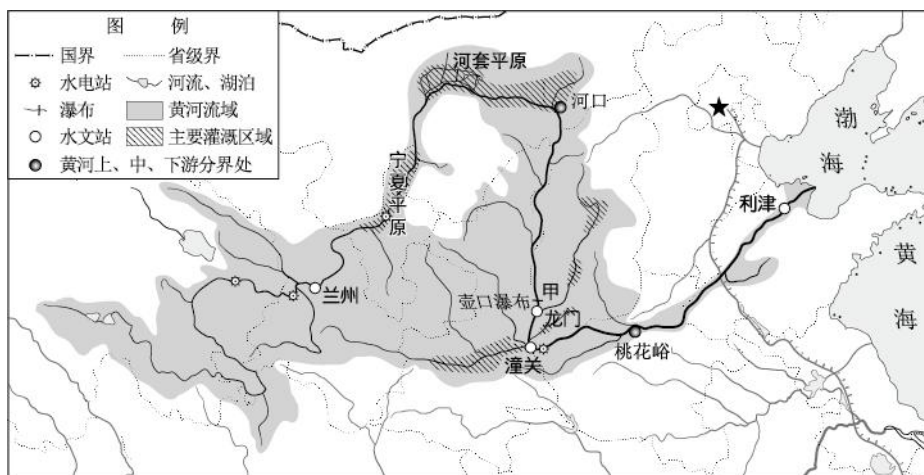 图 例
国界
省级界
水电站
河流、湖泊
瀑布
黄河流域
水文站
主要灌溉区域
黄河上、中、下游分界处
河套平原
河口
宁夏平原
渤海
利津
黄海
兰州
甲
壶口瀑布
龙门
潼关
桃花峪